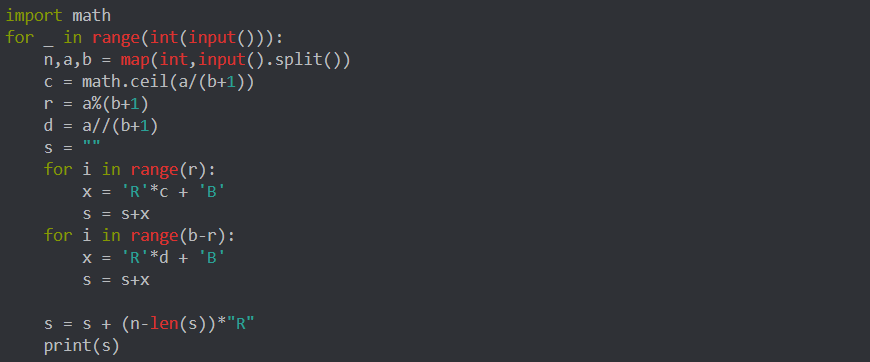 import math
for _ in range(int(input())):
    n,a,b = map(int,input().split())
    c = math.ceil(a/(b+1))
    r = a%(b+1)
    d = a//(b+1)
    s = ""
    for i in range(r):
        x = 'R'*c + 'B'
        s = s+x
    for i in range(b-r):
        x = 'R'*d + 'B'
        s = s+x

    s = s + (n-len(s))*"R"
    print(s)